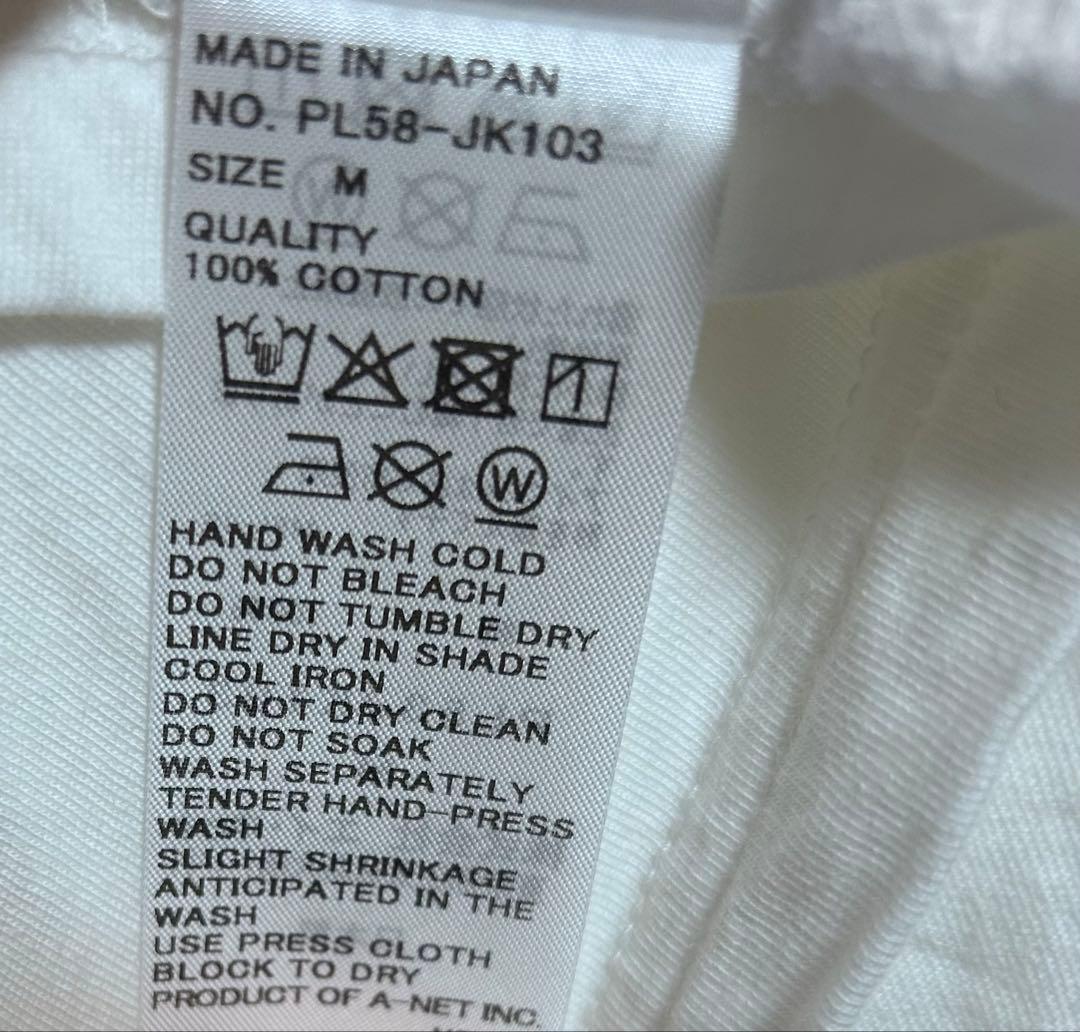 MADE IN JAPAN
NO. PL58-JK103
SIZE M
QUALITY
100% COTTON
W
HAND WASH COLD
DO NOT BLEACH
DO NOT TUMBLE DRY
LINE DRY IN SHADE
COOL IRON
DO NOT DRY CLEAN
DO NOT SOAK
WASH SEPARATELY
TENDER HAND-PRESS
WASH
SLIGHT SHRINKAGE
ANTICIPATED IN THE
WASH
USE PRESS CLOTH
BLOCK TO DRY
PRODUCT OF A-NET INC.